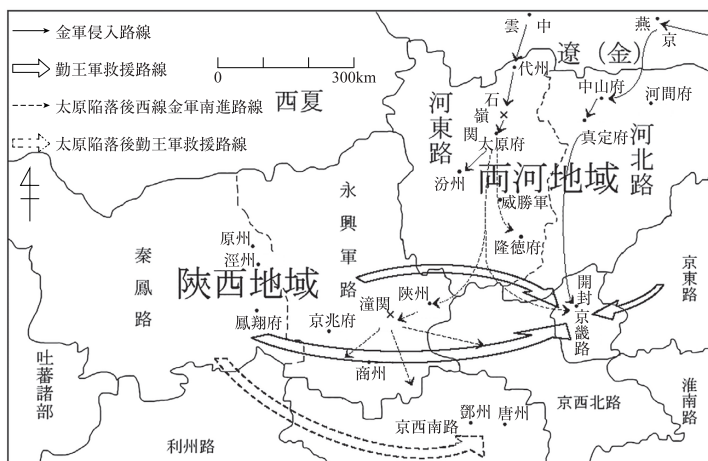 金軍侵入路線
勤王軍救援路線
太原陥落後西線金軍南進路線
太原陥落後勤王軍救援路線
0
300km
西夏
雲中
燕京
遼（金）
代州
石嶺関
太原府
汾州
河東路
中山府
河間府
真定府
河北路
両河地域
威勝軍
隆徳府
永興軍路
秦鳳路
原州
涇州
陝西地域
鳳翔府
京兆府
潼関
陝州
商州
開封
京畿路
京東路
吐蕃諸部
利州路
京西南路
鄧州
唐州
京西北路
淮南路